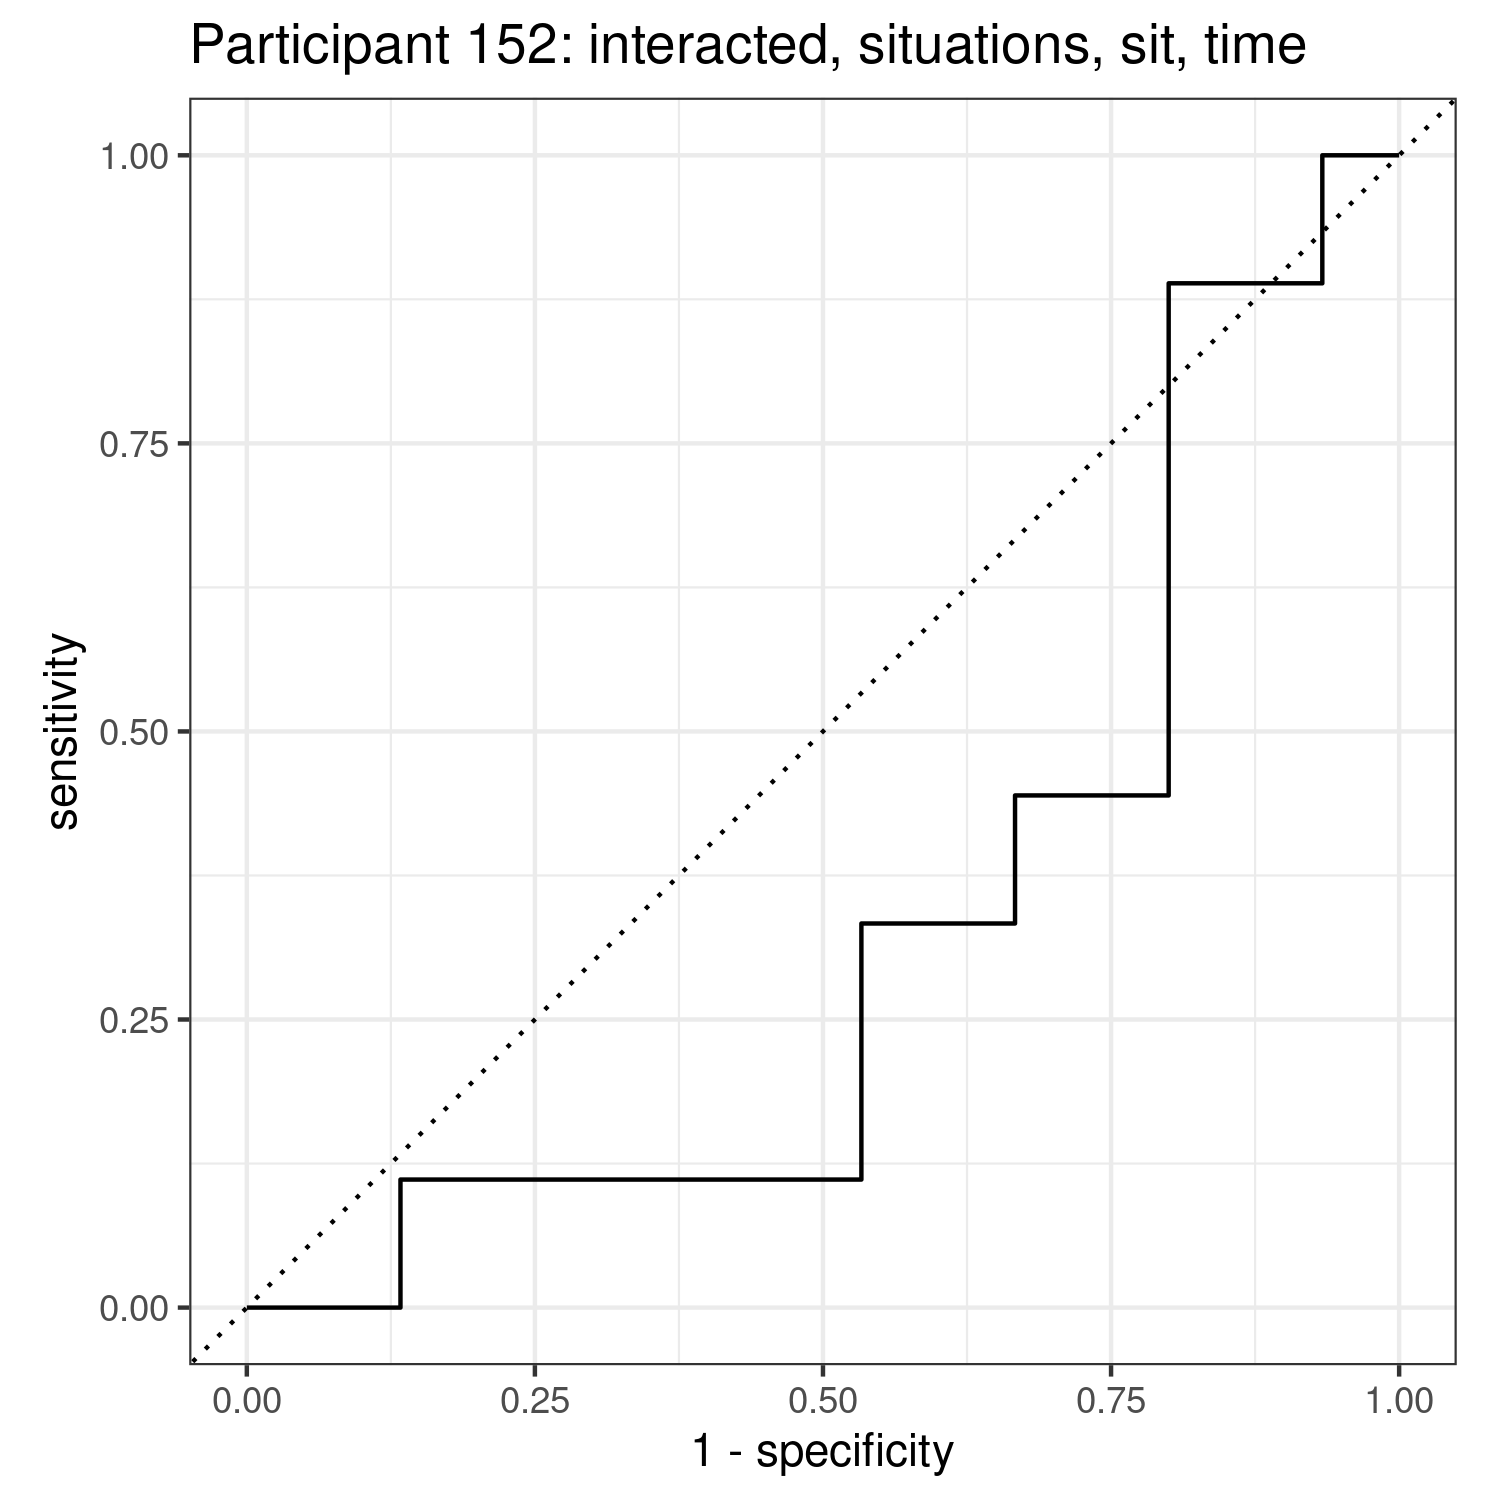 Participant 152: interacted, situations, sit, time
1.00
0.75
0.50
0.25
0.00
sensitivity
0.00 0.25 0.50 0.75 1.00
1 - specificity